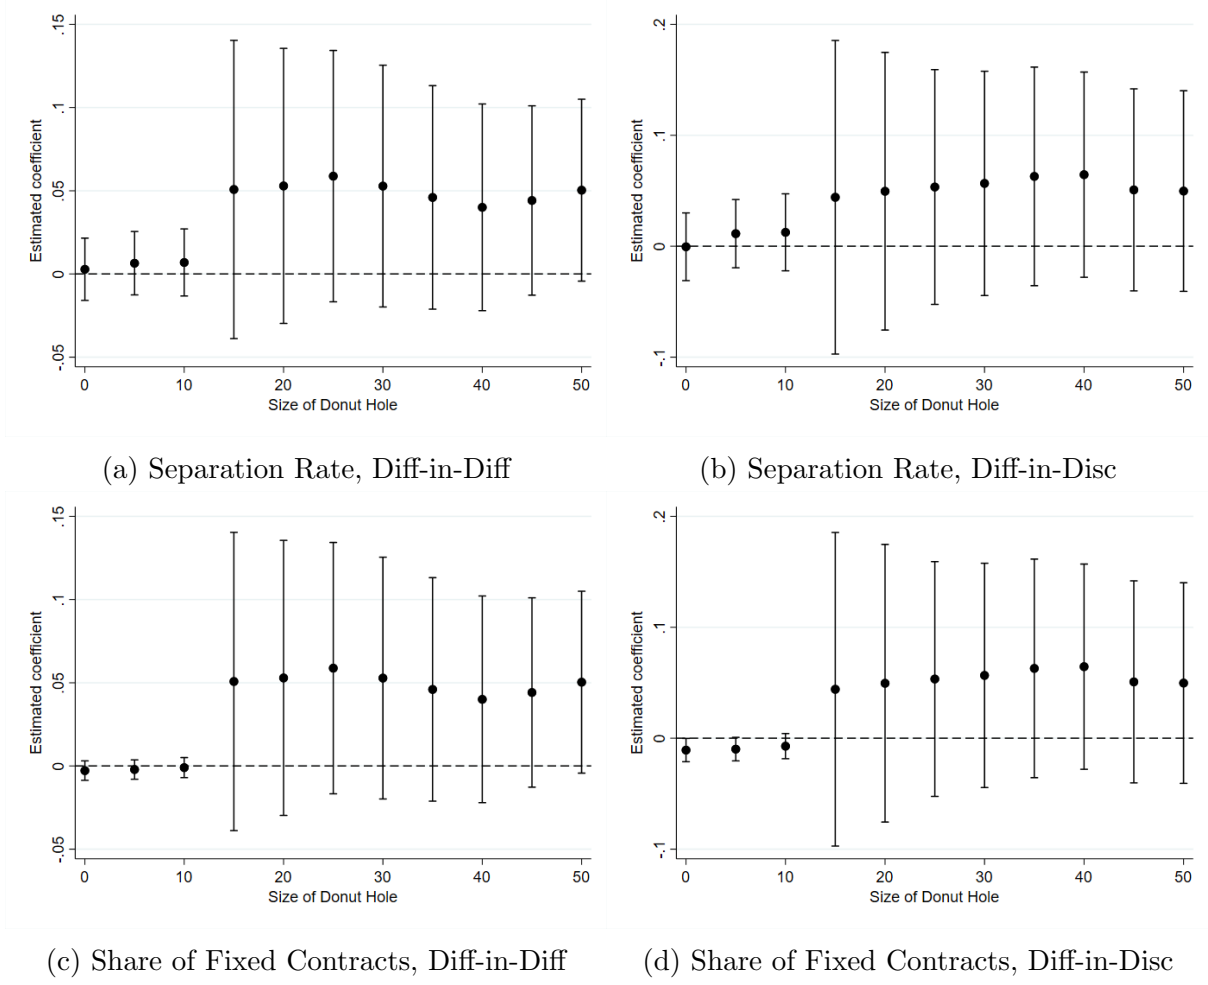 .15
.1
.05
0
-.05
Estimated coefficient
0 10 20 30 40 50
Size of Donut Hole
(a) Separation Rate, Diff-in-Diff
.2
.1
0
-.1
Estimated coefficient
0 10 20 30 40 50
Size of Donut Hole
(b) Separation Rate, Diff-in-Disc
.15
.1
.05
0
-.05
Estimated coefficient
0 10 20 30 40 50
Size of Donut Hole
(c) Share of Fixed Contracts, Diff-in-Diff
.2
.1
0
-.1
Estimated coefficient
0 10 20 30 40 50
Size of Donut Hole
(d) Share of Fixed Contracts, Diff-in-Disc